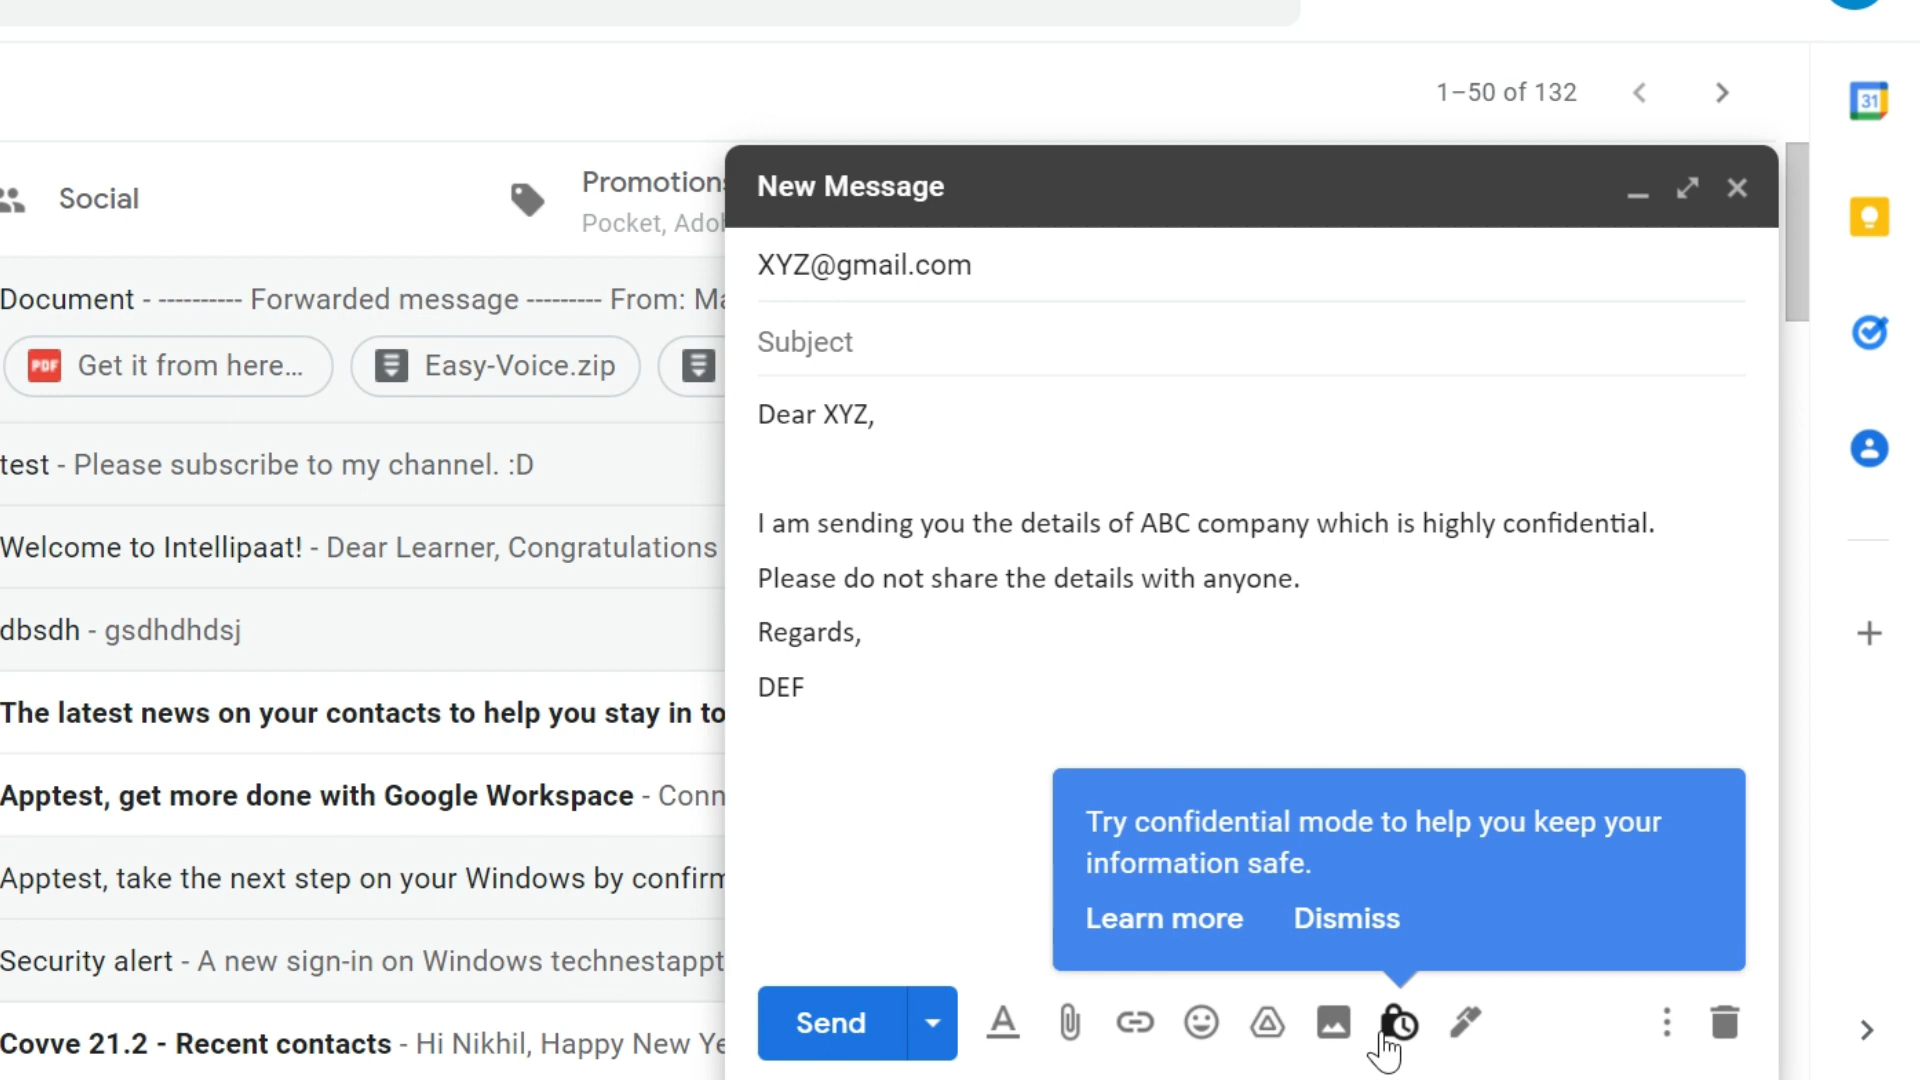 1–50 of 132
31
Social
Promotions
Pocket, Adob
Document - ---------- Forwarded message --------- From: Ma
PDF Get it from here...
Easy-Voice.zip
test - Please subscribe to my channel. :D
Welcome to Intellipaat! - Dear Learner, Congratulations
dbsdh - gsdhdhdsj
The latest news on your contacts to help you stay in to
Apptest, get more done with Google Workspace - Conn
Apptest, take the next step on your Windows by confirm
Security alert - A new sign-in on Windows technestappt
Covve 21.2 - Recent contacts - Hi Nikhil, Happy New Ye
New Message
XYZ@gmail.com
Subject
Dear XYZ,
I am sending you the details of ABC company which is highly confidential.
Please do not share the details with anyone.
Regards,
DEF
Try confidential mode to help you keep your
information safe.
Learn more Dismiss
Send